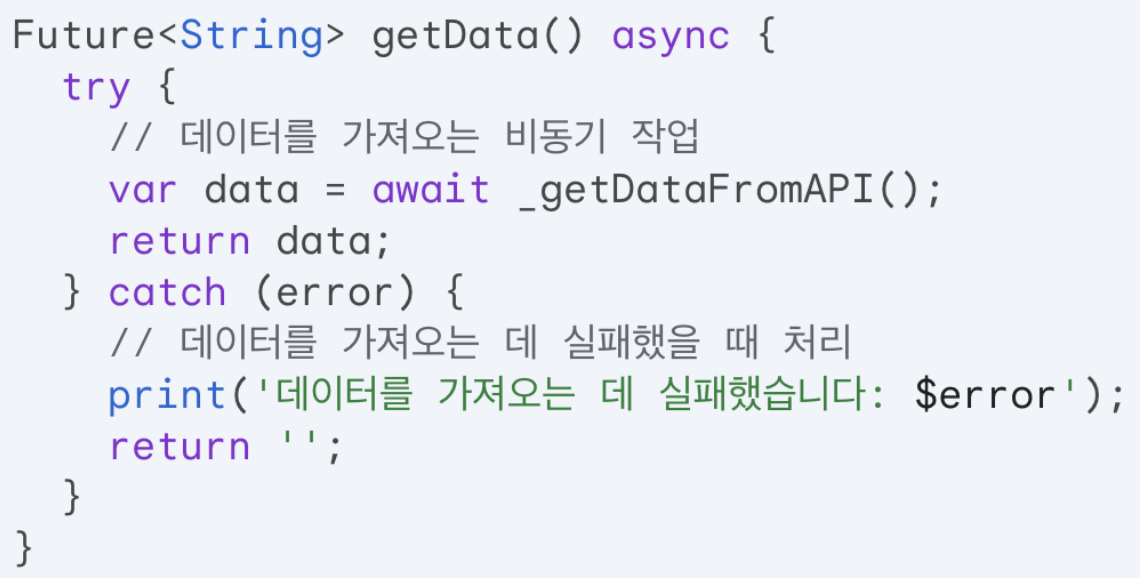 Future<String> getData() async {
  try {
    // 데이터를 가져오는 비동기 작업
    var data = await _getDataFromAPI();
    return data;
  } catch (error) {
    // 데이터를 가져오는 데 실패했을 때 처리
    print('데이터를 가져오는 데 실패했습니다: $error');
    return '';
  }
}